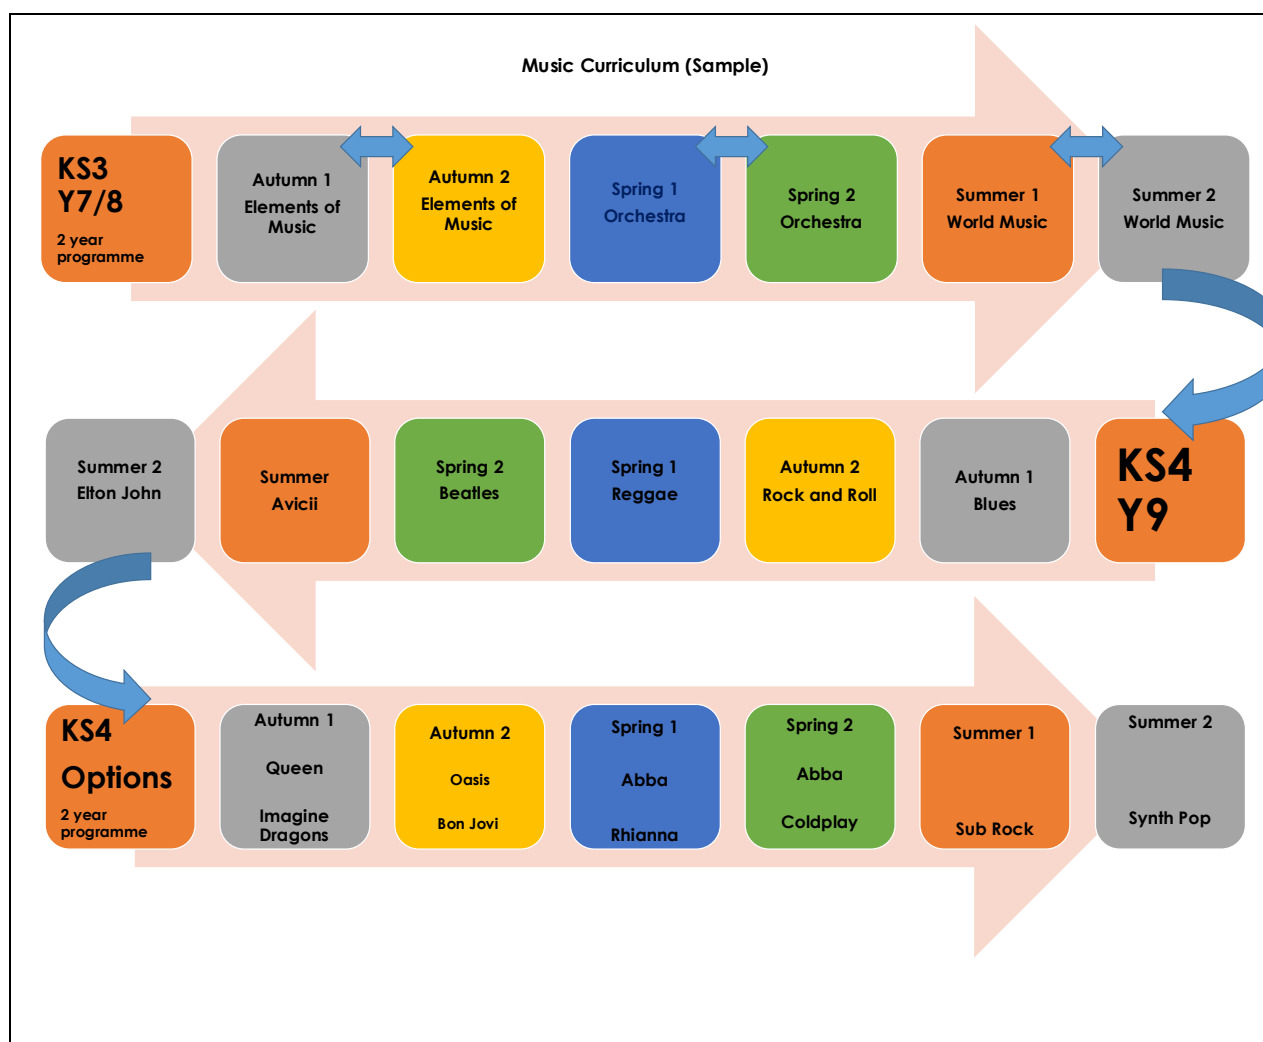 Music Curriculum (Sample)
KS3
Y7/8
2 year
programme
Autumn 1
Elements of
Music
Autumn 2
Elements of
Music
Spring 1
Orchestra
Spring 2
Orchestra
Summer 1
World Music
Summer 2
World Music
Summer 2
Elton John
Summer
Avicii
Spring 2
Beatles
Spring 1
Reggae
Autumn 2
Rock and Roll
Autumn 1
Blues
KS4
Y9
KS4
Options
2 year
programme
Autumn 1
Queen
Imagine
Dragons
Autumn 2
Oasis
Bon Jovi
Spring 1
Abba
Rhianna
Spring 2
Abba
Coldplay
Summer 1
Sub Rock
Summer 2
Synth Pop